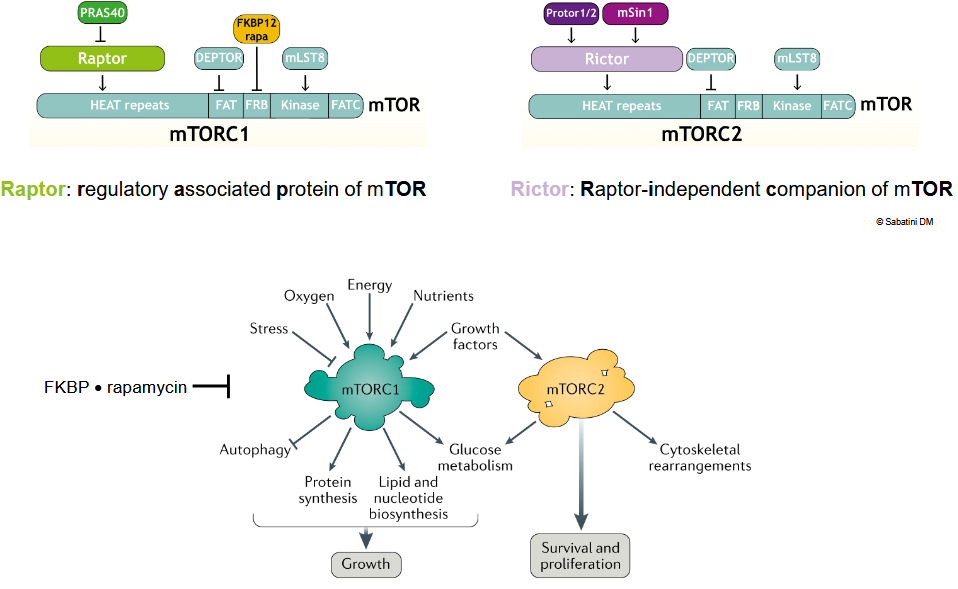 PRAS40
FKBP12
rapa
Raptor
DEPTOR
mLST8
HEAT repeats FAT FRB Kinase FATC mTOR
mTORC1
Protor1/2 mSin1
Rictor
DEPTOR
mLST8
HEAT repeats FAT FRB Kinase FATC mTOR
mTORC2
Raptor: regulatory associated protein of mTOR
Rictor: Raptor-independent companion of mTOR
© Sabatini DM
Energy
Oxygen
Nutrients
Stress
Growth
factors
FKBP • rapamycin
mTORC1
mTORC2
Autophagy
Glucose
metabolism
Cytoskeletal
rearrangements
Protein
synthesis
Lipid and
nucleotide
biosynthesis
Growth
Survival and
proliferation